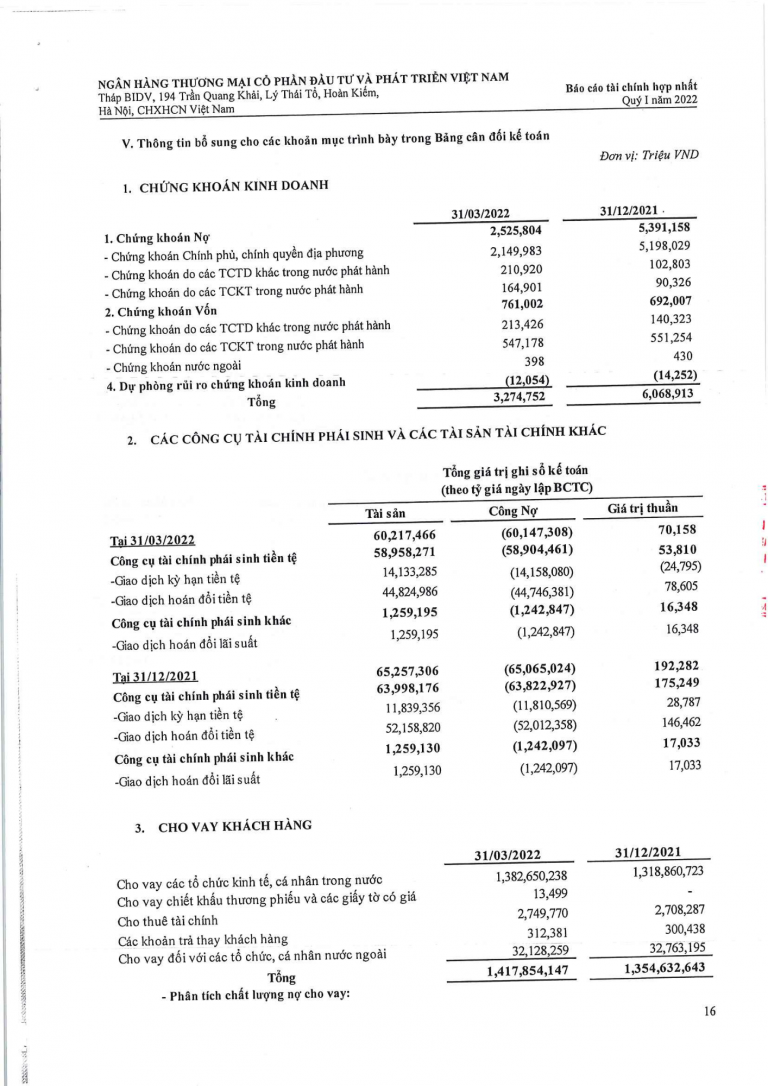 NGÂN HÀNG THƯƠNG MẠI CỔ PHẦN ĐẦU TƯ VÀ PHÁT TRIỂN VIỆT NAM
Tháp BIDV, 194 Trần Quang Khải, Lý Thái Tổ, Hoàn Kiếm,
Hà Nội, CHXHCN Việt Nam
Báo cáo tài chính hợp nhất
Quý I năm 2022
V. Thông tin bổ sung cho các khoản mục trình bày trong Bảng cân đối kế toán
Đơn vị: Triệu VND
1. CHỨNG KHOÁN KINH DOANH
31/03/2022 31/12/2021
1. Chứng khoán Nợ 2,525,804 5,391,158
- Chứng khoán Chính phủ, chính quyền địa phương 2,149,983 5,198,029
- Chứng khoán do các TCTD khác trong nước phát hành 210,920 102,803
- Chứng khoán do các TCKT trong nước phát hành 164,901 90,326
2. Chứng khoán Vốn 761,002 692,007
- Chứng khoán do các TCTD khác trong nước phát hành 213,426 140,323
- Chứng khoán do các TCKT trong nước phát hành 547,178 551,254
- Chứng khoán nước ngoài 398 430
4. Dự phòng rủi ro chứng khoán kinh doanh (12,054) (14,252)
Tổng 3,274,752 6,068,913
2. CÁC CÔNG CỤ TÀI CHÍNH PHÁI SINH VÀ CÁC TÀI SẢN TÀI CHÍNH KHÁC
Tổng giá trị ghi sổ kế toán
(theo tỷ giá ngày lập BCTC)
Tài sản Công Nợ Giá trị thuần
Tại 31/03/2022 60,217,466 (60,147,308) 70,158
Công cụ tài chính phái sinh tiền tệ 58,958,271 (58,904,461) 53,810
-Giao dịch kỳ hạn tiền tệ 14,133,285 (14,158,080) (24,795)
-Giao dịch hoán đổi tiền tệ 44,824,986 (44,746,381) 78,605
Công cụ tài chính phái sinh khác 1,259,195 (1,242,847) 16,348
-Giao dịch hoán đổi lãi suất 1,259,195 (1,242,847) 16,348
Tại 31/12/2021 65,257,306 (65,065,024) 192,282
Công cụ tài chính phái sinh tiền tệ 63,998,176 (63,822,927) 175,249
-Giao dịch kỳ hạn tiền tệ 11,839,356 (11,810,569) 28,787
-Giao dịch hoán đổi tiền tệ 52,158,820 (52,012,358) 146,462
Công cụ tài chính phái sinh khác 1,259,130 (1,242,097) 17,033
-Giao dịch hoán đổi lãi suất 1,259,130 (1,242,097) 17,033
3. CHO VAY KHÁCH HÀNG
31/03/2022 31/12/2021
Cho vay các tổ chức kinh tế, cá nhân trong nước 1,382,650,238 1,318,860,723
Cho vay chiết khấu thương phiếu và các giấy tờ có giá 13,499 -
Cho thuê tài chính 2,749,770 2,708,287
Các khoản trả thay khách hàng 312,381 300,438
Cho vay đối với các tổ chức, cá nhân nước ngoài 32,128,259 32,763,195
Tổng 1,417,854,147 1,354,632,643
- Phân tích chất lượng nợ cho vay:
16